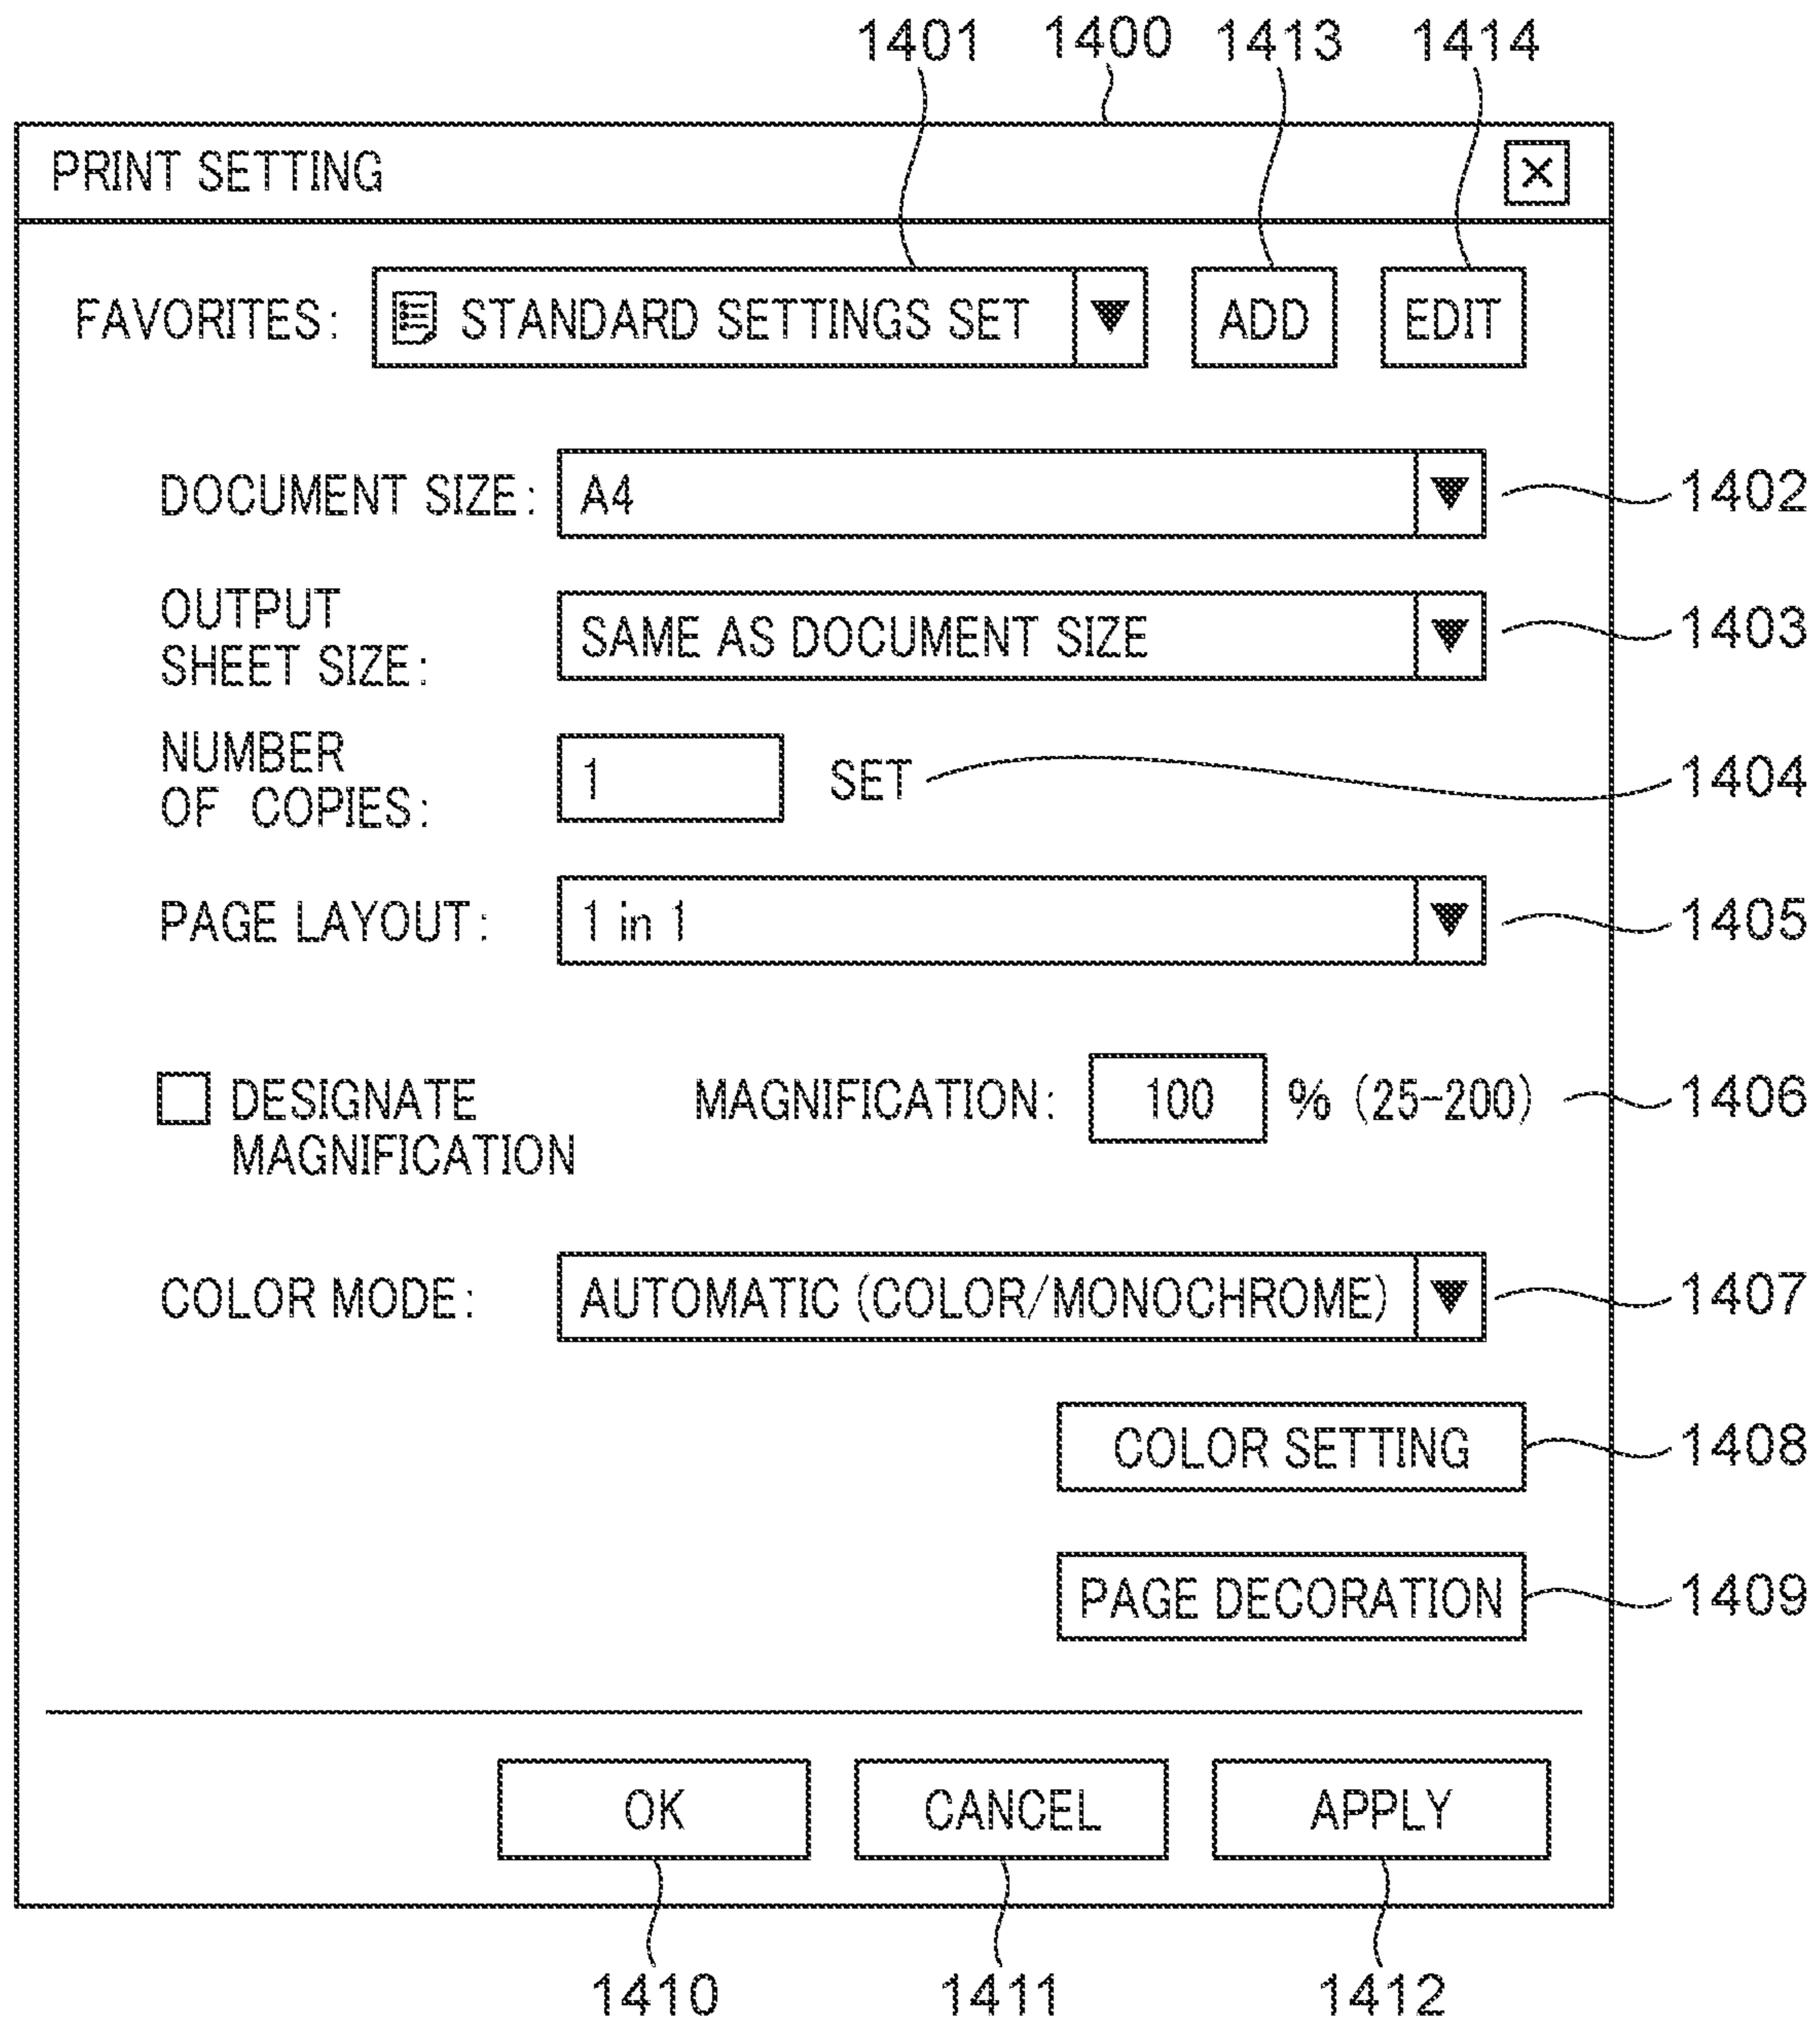 1401 1400 1413 1414
PRINT SETTING
FAVORITES: STANDARD SETTINGS SET ADD EDIT
DOCUMENT SIZE: A4 1402
OUTPUT
SHEET SIZE: SAME AS DOCUMENT SIZE 1403
NUMBER
OF COPIES: 1 SET 1404
PAGE LAYOUT: 1 in 1 1405
DESIGNATE
MAGNIFICATION MAGNIFICATION: 100 % (25-200) 1406
COLOR MODE: AUTOMATIC (COLOR/MONOCHROME) 1407
COLOR SETTING 1408
PAGE DECORATION 1409
OK CANCEL APPLY
1410 1411 1412